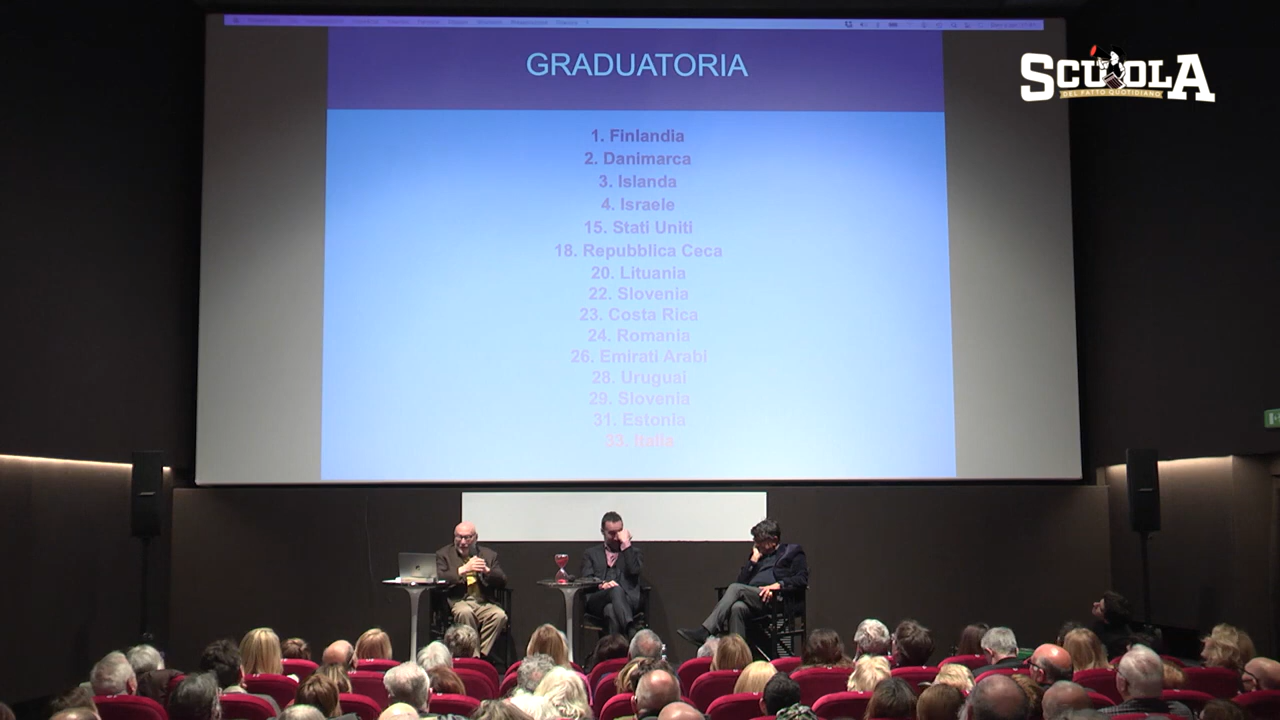 GRADUATORIA
SCUOLA
DEL FATTO QUOTIDIANO
1. Finlandia
2. Danimarca
3. Islanda
4. Israele
15. Stati Uniti
18. Repubblica Ceca
20. Lituania
22. Slovenia
23. Costa Rica
24. Romania
26. Emirati Arabi
28. Uruguai
29. Slovenia
31. Estonia
33. Italia